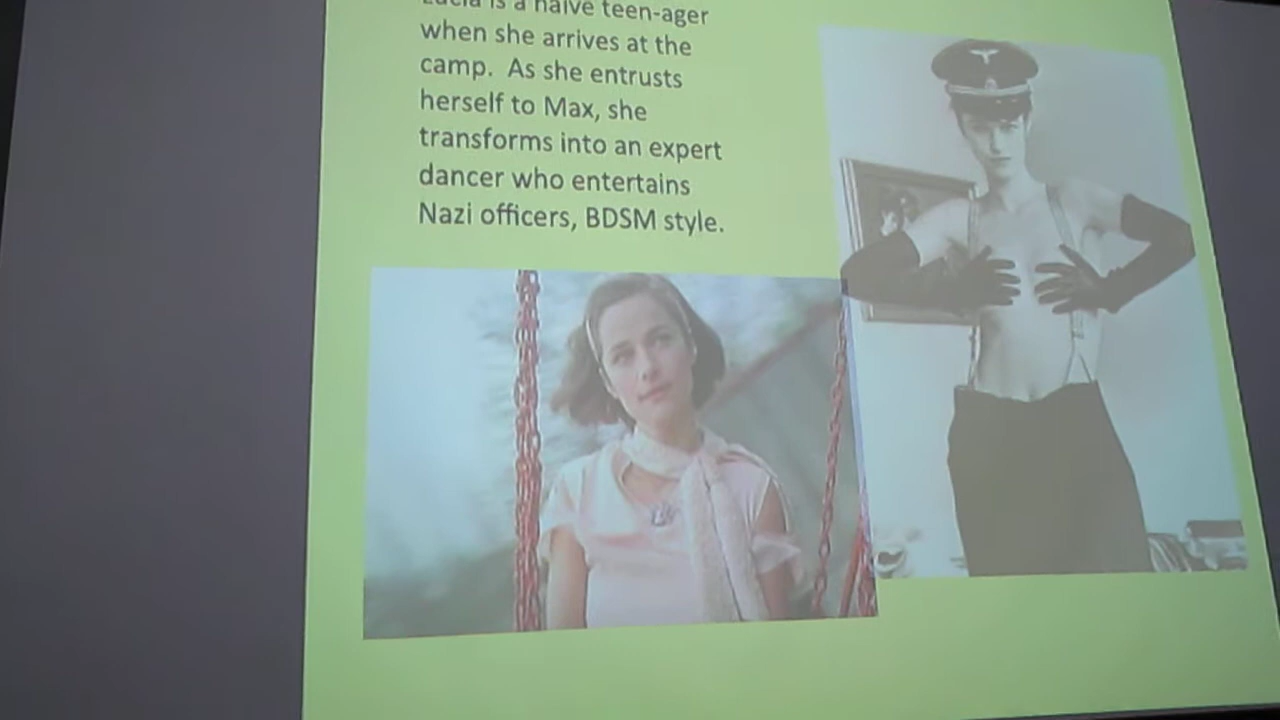 Lucia is a naive teen-ager
when she arrives at the
camp. As she entrusts
herself to Max, she
transforms into an expert
dancer who entertains
Nazi officers, BDSM style.